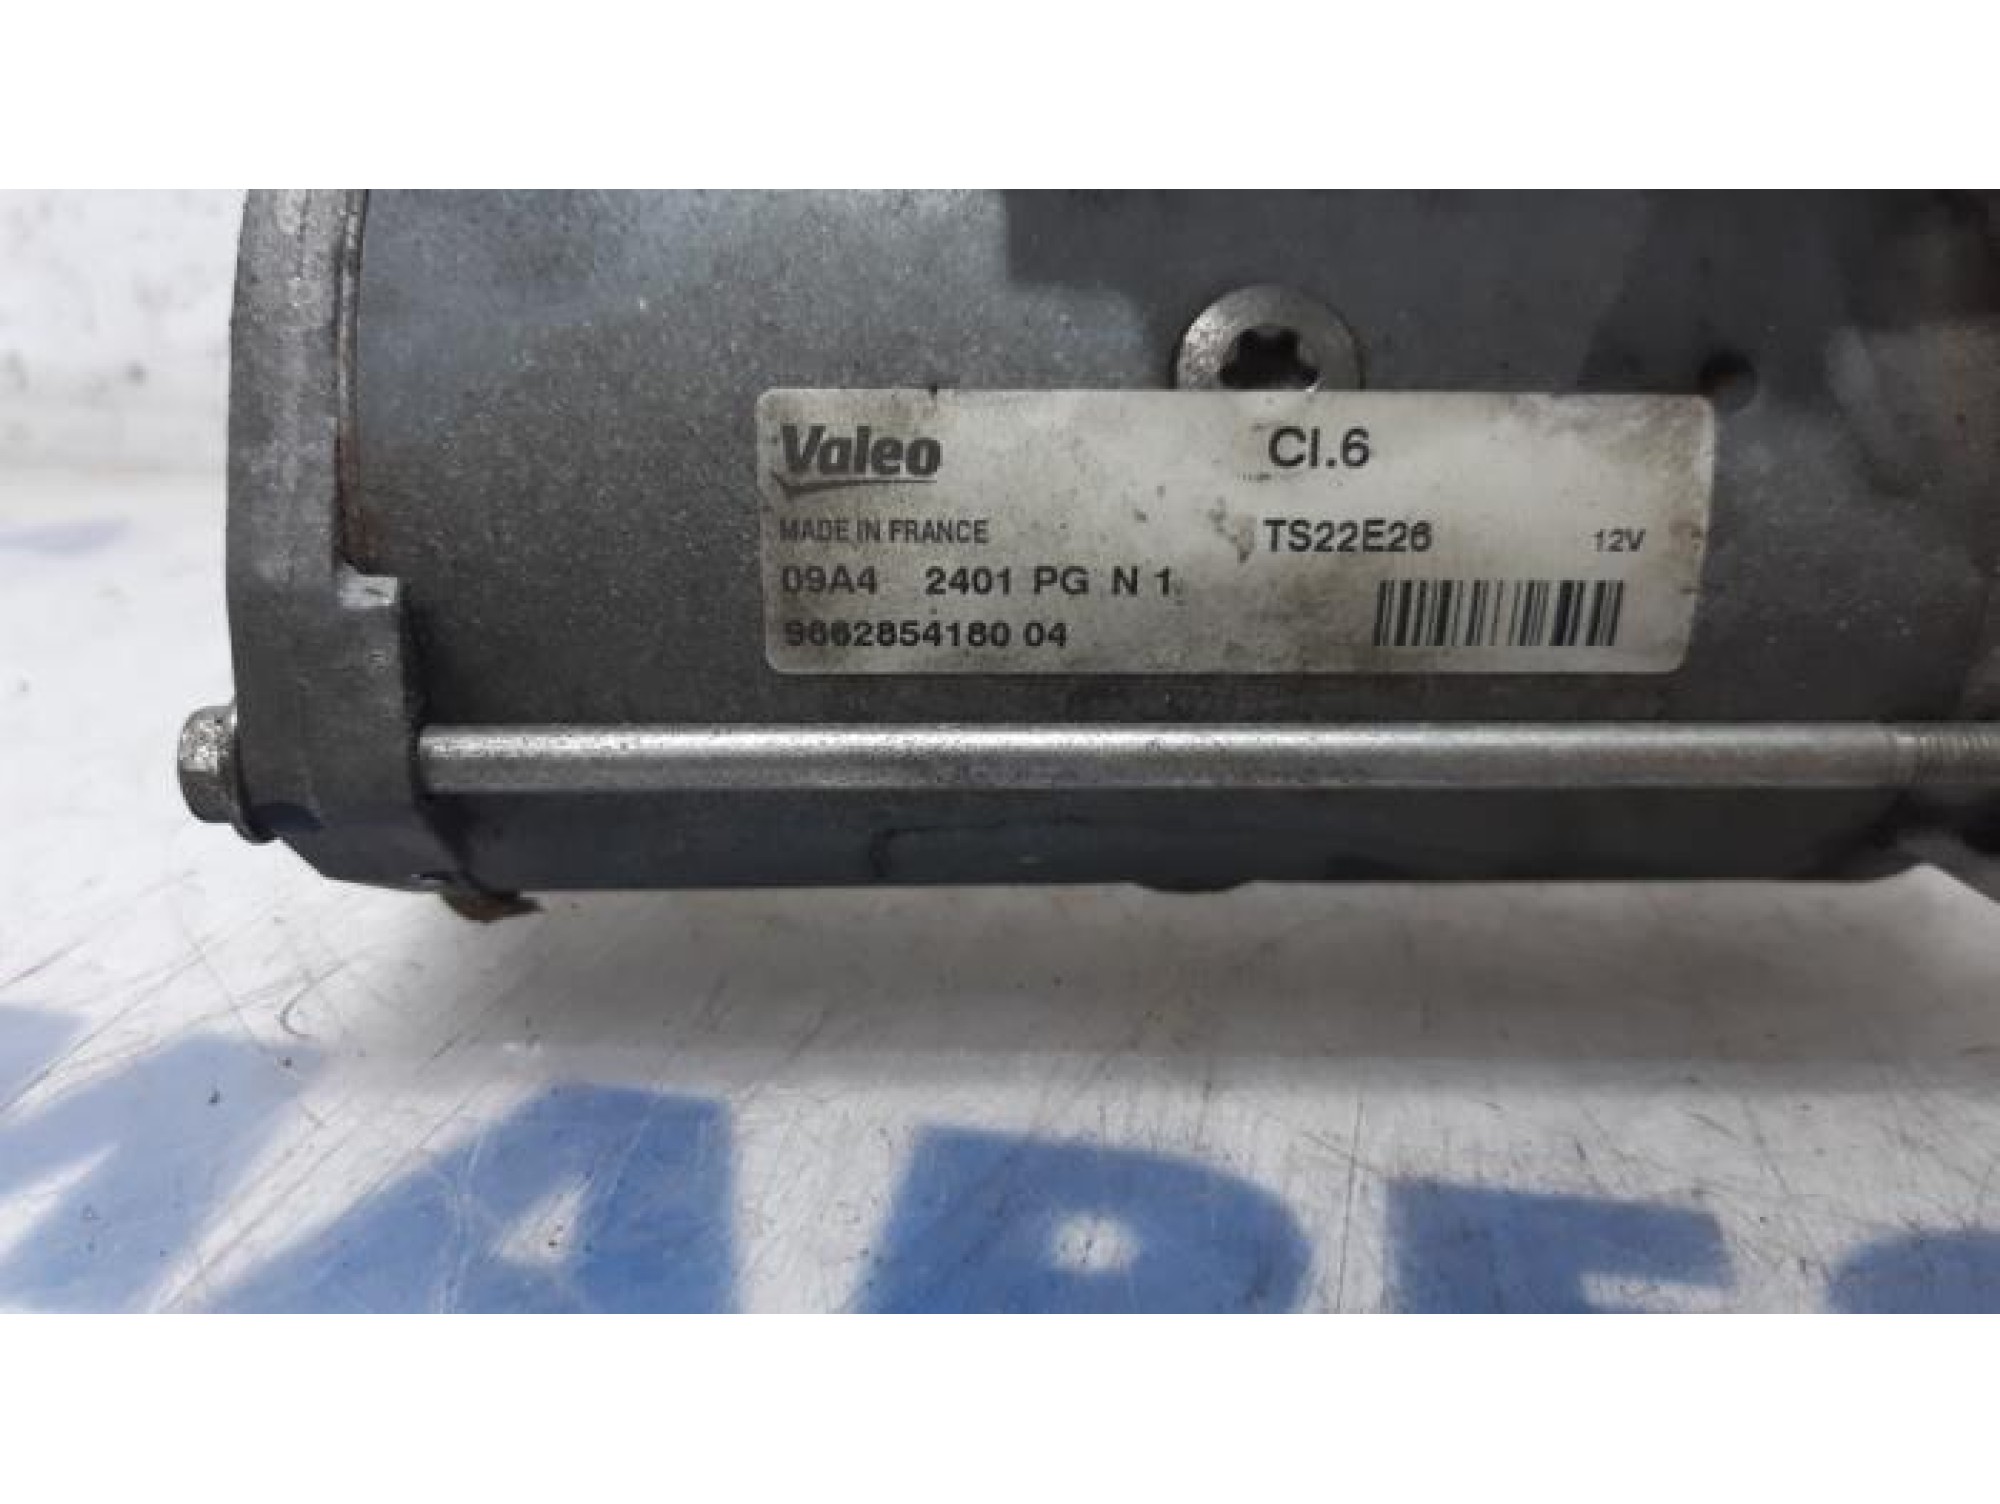 Valeo
Cl.6
MADE IN FRANCE
TS22E26
12V
09A4 2401 PG N 1
9662854180 04